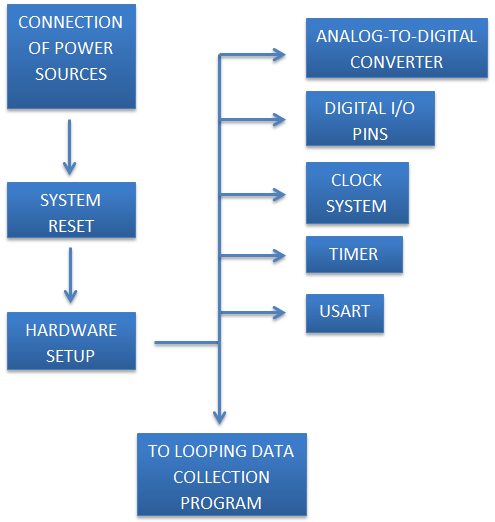 CONNECTION
OF POWER
SOURCES
SYSTEM
RESET
HARDWARE
SETUP
ANALOG-TO-DIGITAL
CONVERTER
DIGITAL I/O
PINS
CLOCK
SYSTEM
TIMER
USART
TO LOOPING DATA
COLLECTION
PROGRAM